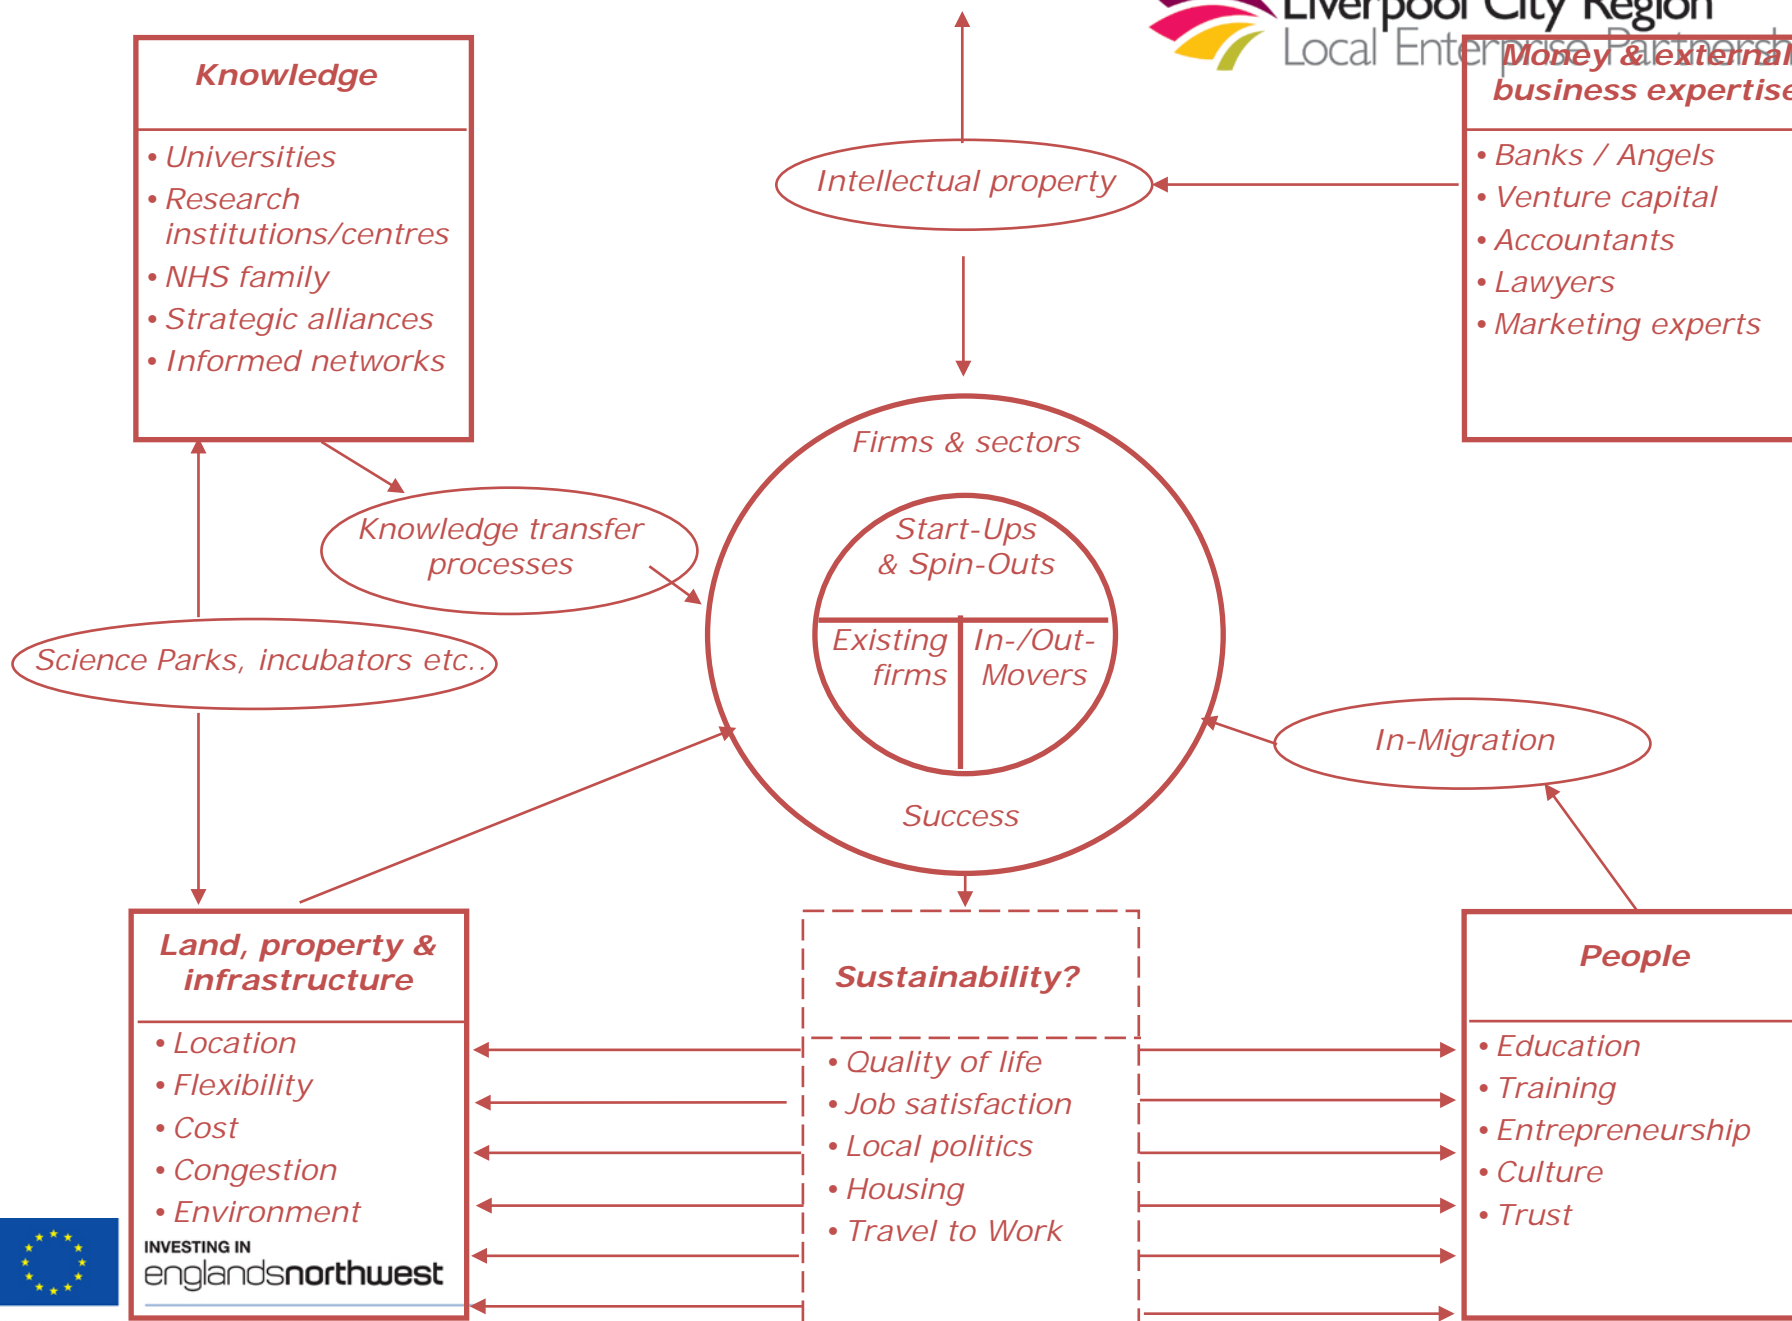 Liverpool City Region
Local Enterprise Partnersh
Knowledge
• Universities
• Research
institutions/centres
• NHS family
• Strategic alliances
• Informed networks
Intellectual property
Money & external
business expertise
• Banks / Angels
• Venture capital
• Accountants
• Lawyers
• Marketing experts
Firms & sectors
Start-Ups
& Spin-Outs
Existing
firms
In-/Out-
Movers
Success
Knowledge transfer
processes
Science Parks, incubators etc..
In-Migration
Land, property &
infrastructure
• Location
• Flexibility
• Cost
• Congestion
• Environment
INVESTING IN
englandsnorthwest
Sustainability?
• Quality of life
• Job satisfaction
• Local politics
• Housing
• Travel to Work
People
• Education
• Training
• Entrepreneurship
• Culture
• Trust